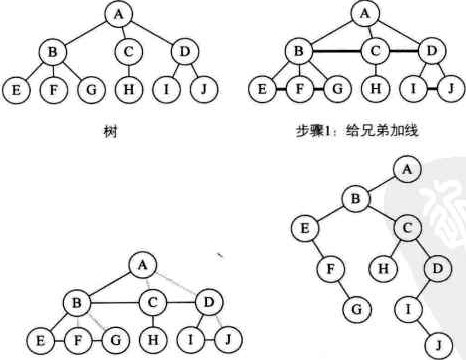 A A
B C D B C D
E F G H I J E F G H I J
树 步骤1：给兄弟加线
A
B
A E C
B C D F H D
E F G H I J G I
J